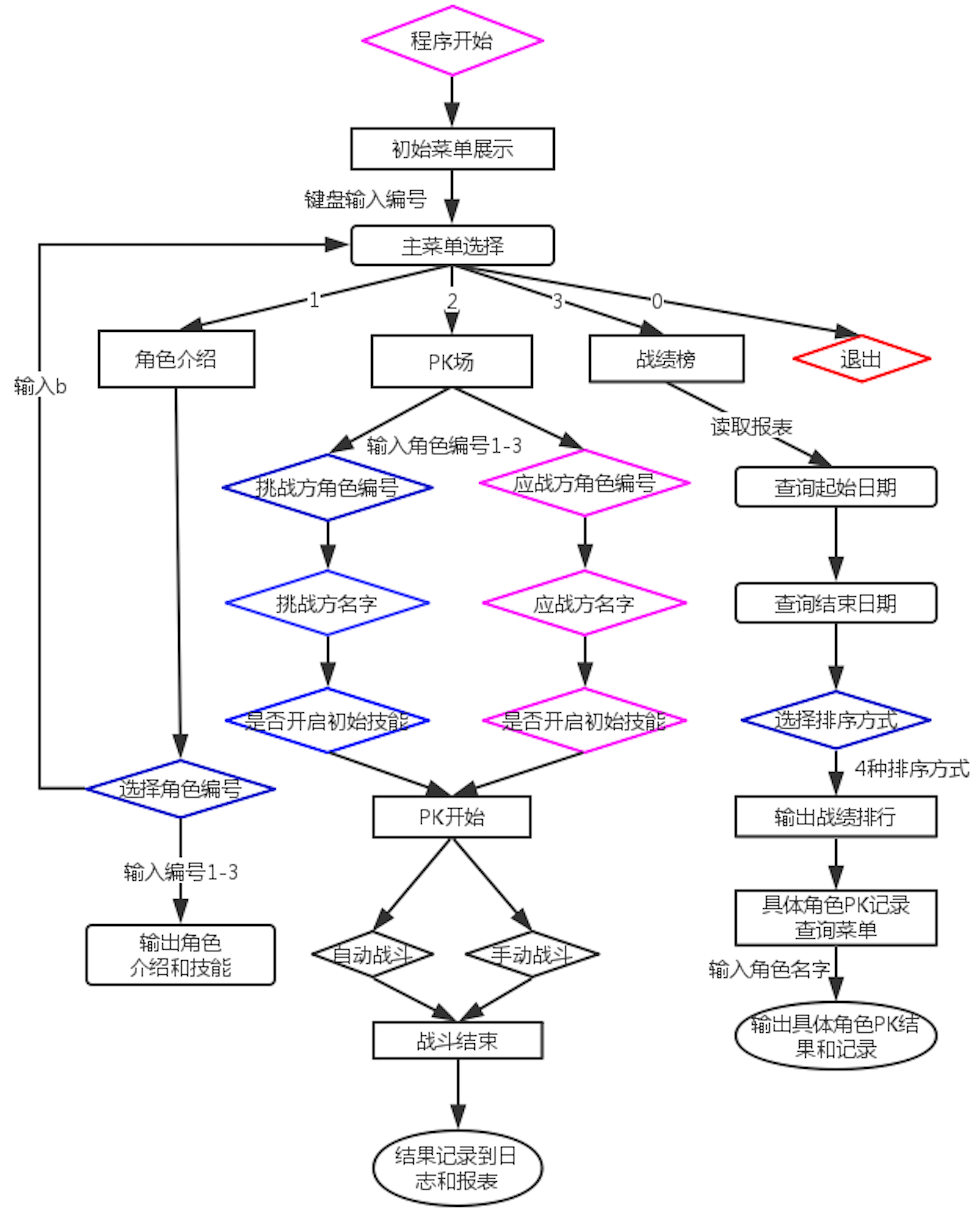 程序开始
初始菜单展示
键盘输入编号
主菜单选择
1
2
3
0
角色介绍
PK场
战绩榜
退出
输入b
读取报表
输入角色编号1-3
挑战方角色编号
应战方角色编号
查询起始日期
挑战方名字
应战方名字
查询结束日期
是否开启初始技能
是否开启初始技能
选择排序方式
4种排序方式
选择角色编号
PK开始
输出战绩排行
输入编号1-3
具体角色PK记录
查询菜单
输出角色
介绍和技能
自动战斗
手动战斗
输入角色名字
战斗结束
输出具体角色PK结
果和记录
结果记录到日
志和报表